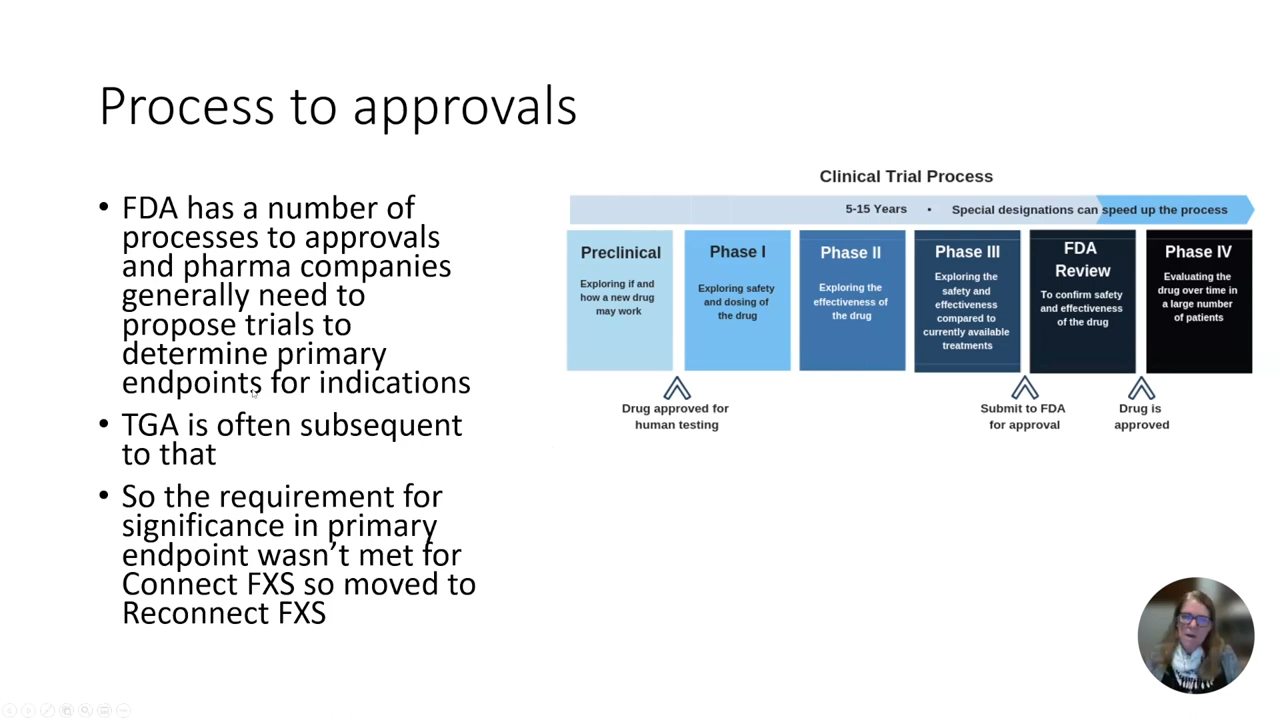 Process to approvals
• FDA has a number of
processes to approvals
and pharma companies
generally need to
propose trials to
determine primary
endpoints for indications
• TGA is often subsequent
to that
• So the requirement for
significance in primary
endpoint wasn't met for
Connect FXS so moved to
Reconnect FXS
Clinical Trial Process
5-15 Years • Special designations can speed up the process
Preclinical
Exploring if and
how a new drug
may work
Phase I
Exploring safety
and dosing of
the drug
Phase II
Exploring the
effectiveness of
the drug
Phase III
Exploring the
safety and
effectiveness
compared to
currently available
treatments
FDA
Review
To confirm safety
and effectiveness
of the drug
Phase IV
Evaluating the
drug over time in
a large number
of patients
Drug approved for
human testing
Submit to FDA
for approval
Drug is
approved